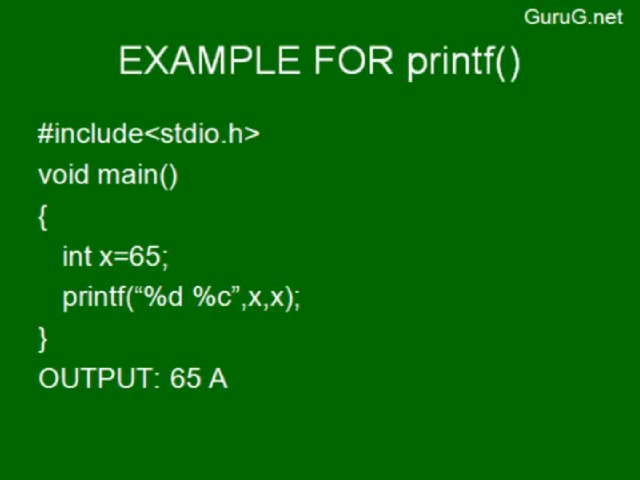 GuruG.net
EXAMPLE FOR printf()
#include<stdio.h>
void main()
{
int x=65;
printf(“%d %c”,x,x);
}
OUTPUT: 65 A